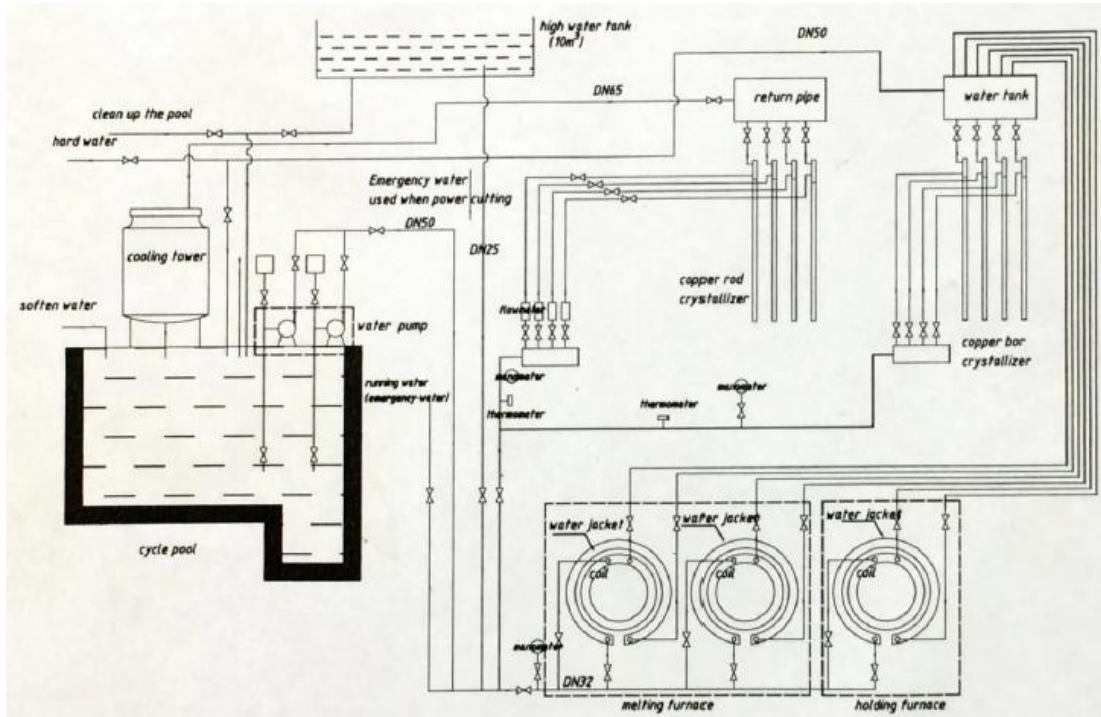 high water tank
(10m³)
DN50
DN65
return pipe
water tank
clean up the pool
hard water
Emergency water
used when power cutting
DN50
DN25
cooling tower
copper rod
crystallizer
soften water
flowmeter
water pump
copper bar
crystallizer
manometer
running water
(emergency water)
thermometer
thermometer
manometer
water jacket
water jacket
water jacket
coil
coil
coil
cycle pool
manometer
DN32
melting furnace
holding furnace